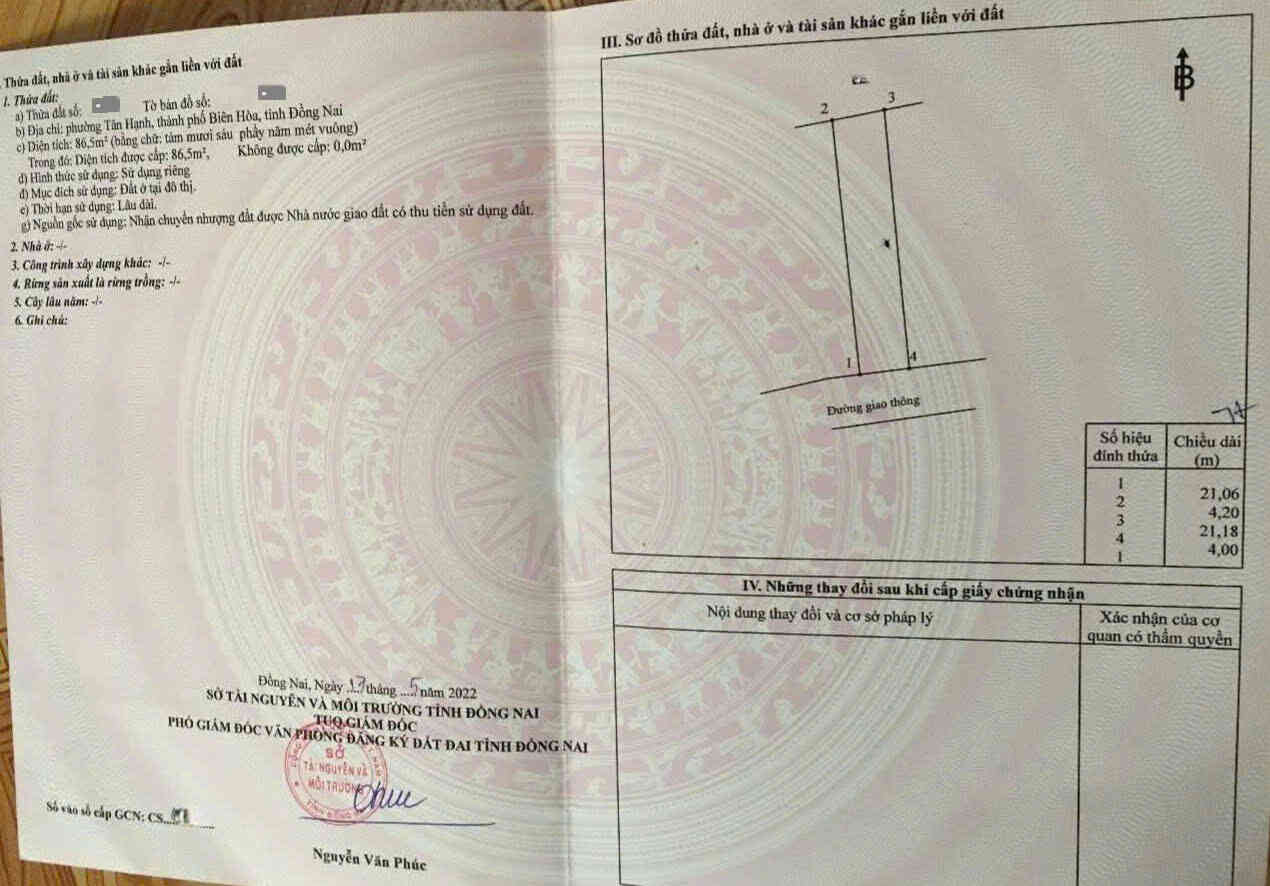 Thửa đất, nhà ở và tài sản khác gắn liền với đất
1. Thửa đất:
a) Thửa đất số: Tờ bản đồ số:
b) Địa chỉ: phường Tân Hạnh, thành phố Biên Hòa, tỉnh Đồng Nai
c) Diện tích: 86,5m² (bằng chữ: tám mươi sáu phẩy năm mét vuông)
Trong đó: Diện tích được cấp: 86,5m², Không được cấp: 0,0m²
d) Hình thức sử dụng: Sử dụng riêng
đ) Mục đích sử dụng: Đất ở tại đô thị.
e) Thời hạn sử dụng: Lâu dài.
g) Nguồn gốc sử dụng: Nhận chuyển nhượng đất được Nhà nước giao đất có thu tiền sử dụng đất.
2. Nhà ở: -/-
3. Công trình xây dựng khác: -/-
4. Rừng sản xuất là rừng trồng: -/-
5. Cây lâu năm: -/-
6. Ghi chú:
Đồng Nai, Ngày 17 tháng ...5 năm 2022
SỞ TÀI NGUYÊN VÀ MÔI TRƯỜNG TỈNH ĐỒNG NAI
TUQ.GIÁM ĐỐC
PHÓ GIÁM ĐỐC VĂN PHÒNG ĐĂNG KÝ ĐẤT ĐAI TỈNH ĐỒNG NAI
SỞ
TÀI NGUYÊN VÀ
MÔI TRƯỜNG
Nguyễn Văn Phúc
Số vào sổ cấp GCN: CS
III. Sơ đồ thửa đất, nhà ở và tài sản khác gắn liền với đất
B
2
3
1
4
Đường giao thông
Số hiệu đỉnh thửa
Chiều dài (m)
1
2
3
4
1
21,06
4,20
21,18
4,00
IV. Những thay đổi sau khi cấp giấy chứng nhận
Nội dung thay đổi và cơ sở pháp lý
Xác nhận của cơ
quan có thẩm quyền